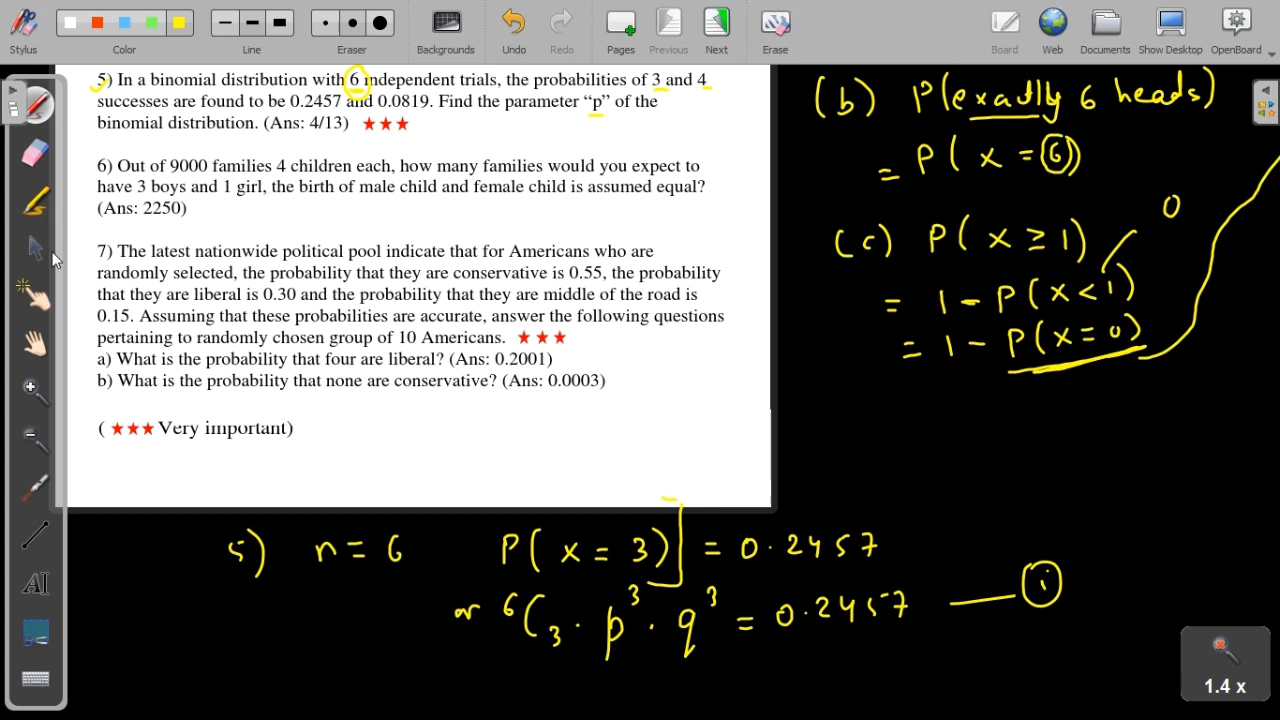 Stylus Color Line Eraser Backgrounds Undo Redo Pages Previous Next Erase Board Web Documents Show Desktop OpenBoard
5) In a binomial distribution with 6 independent trials, the probabilities of 3 and 4
successes are found to be 0.2457 and 0.0819. Find the parameter “p” of the
binomial distribution. (Ans: 4/13) ★★★
6) Out of 9000 families 4 children each, how many families would you expect to
have 3 boys and 1 girl, the birth of male child and female child is assumed equal?
(Ans: 2250)
7) The latest nationwide political pool indicate that for Americans who are
randomly selected, the probability that they are conservative is 0.55, the probability
that they are liberal is 0.30 and the probability that they are middle of the road is
0.15. Assuming that these probabilities are accurate, answer the following questions
pertaining to randomly chosen group of 10 Americans. ★ ★ ★
a) What is the probability that four are liberal? (Ans: 0.2001)
b) What is the probability that none are conservative? (Ans: 0.0003)
( ★★★ Very important)
(b) P(exactly 6 heads)
= P( x = 6)
0
(c) P( x ≥ 1)
= 1 - P( x < 1)
= 1 - P( x = 0)
5) n = 6 P( x = 3) = 0.2457
or ⁶C₃ . p³ . q³ = 0.2457 — i
AI
1.4 x